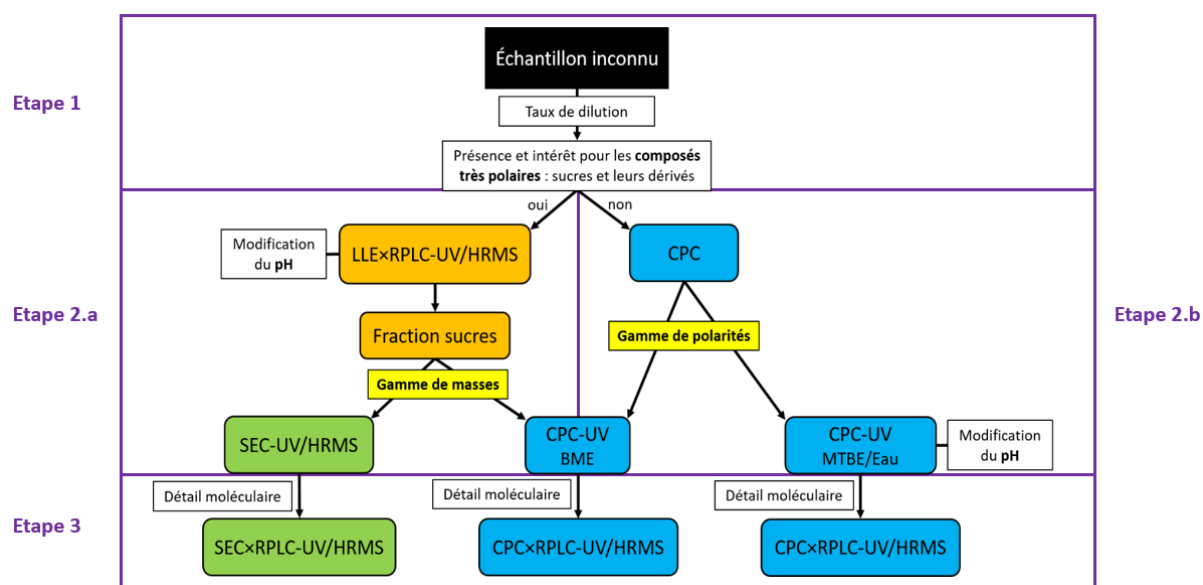 Échantillon inconnu
Etape 1
Taux de dilution
Présence et intérêt pour les composés
très polaires : sucres et leurs dérivés
oui
non
Modification
du pH
LLE×RPLC-UV/HRMS
CPC
Etape 2.a
Etape 2.b
Fraction sucres
Gamme de polarités
Gamme de masses
SEC-UV/HRMS
CPC-UV
BME
CPC-UV
MTBE/Eau
Modification
du pH
Détail moléculaire
Détail moléculaire
Détail moléculaire
Etape 3
SEC×RPLC-UV/HRMS
CPC×RPLC-UV/HRMS
CPC×RPLC-UV/HRMS